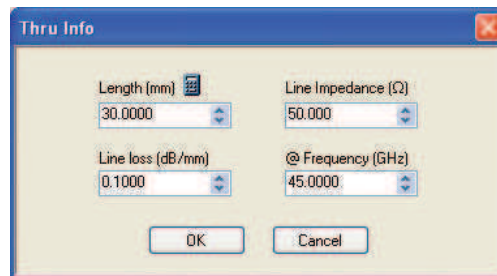 Thru Info
Length (mm)
Line Impedance (Ω)
30.0000
50.000
Line loss (dB/mm)
@ Frequency (GHz)
0.1000
45.0000
OK
Cancel